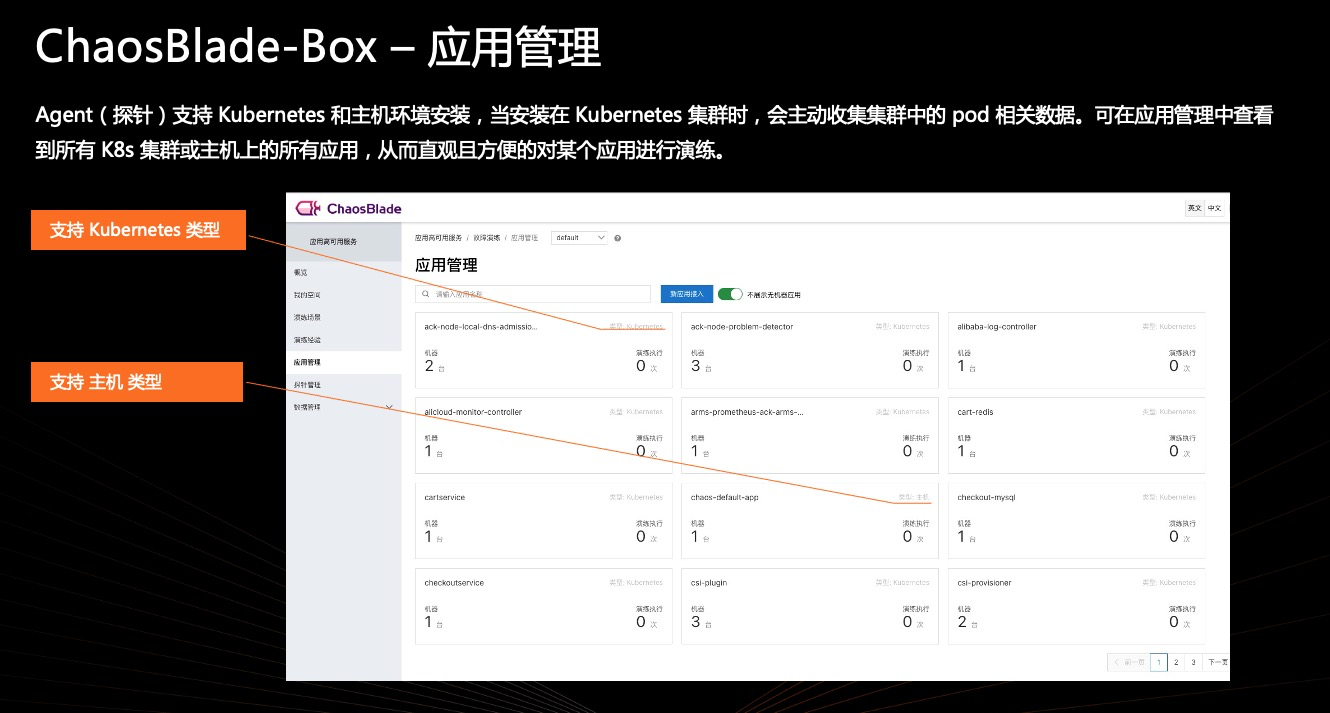 ChaosBlade-Box – 应用管理
Agent（探针）支持 Kubernetes 和主机环境安装，当安装在 Kubernetes 集群时，会主动收集集群中的 pod 相关数据。可在应用管理中查看
到所有 K8s 集群或主机上的所有应用，从而直观且方便的对某个应用进行演练。
支持 Kubernetes 类型
支持 主机 类型
ChaosBlade
英文 中文
应用高可用服务
概览
我的空间
演练场景
演练经验
应用管理
探针管理
数据管理
应用高可用服务 / 故障演练 / 应用管理 default
应用管理
请输入应用名称
新应用接入 不展示无机器应用
ack-node-local-dns-admissio... 类型: Kubernetes
机器 演练执行
2 台 0 次
ack-node-problem-detector 类型: Kubernetes
机器 演练执行
3 台 0 次
alibaba-log-controller 类型: Kubernetes
机器 演练执行
1 台 0 次
alicloud-monitor-controller 类型: Kubernetes
机器 演练执行
1 台 0 次
arms-prometheus-ack-arms-... 类型: Kubernetes
机器 演练执行
1 台 0 次
cart-redis 类型: Kubernetes
机器 演练执行
1 台 0 次
cartservice 类型: Kubernetes
机器 演练执行
1 台 0 次
chaos-default-app 类型: 主机
机器 演练执行
1 台 0 次
checkout-mysql 类型: Kubernetes
机器 演练执行
1 台 0 次
checkoutservice 类型: Kubernetes
机器 演练执行
1 台 0 次
csi-plugin 类型: Kubernetes
机器 演练执行
3 台 0 次
csi-provisioner 类型: Kubernetes
机器 演练执行
2 台 0 次
前一页 1 2 3 下一页